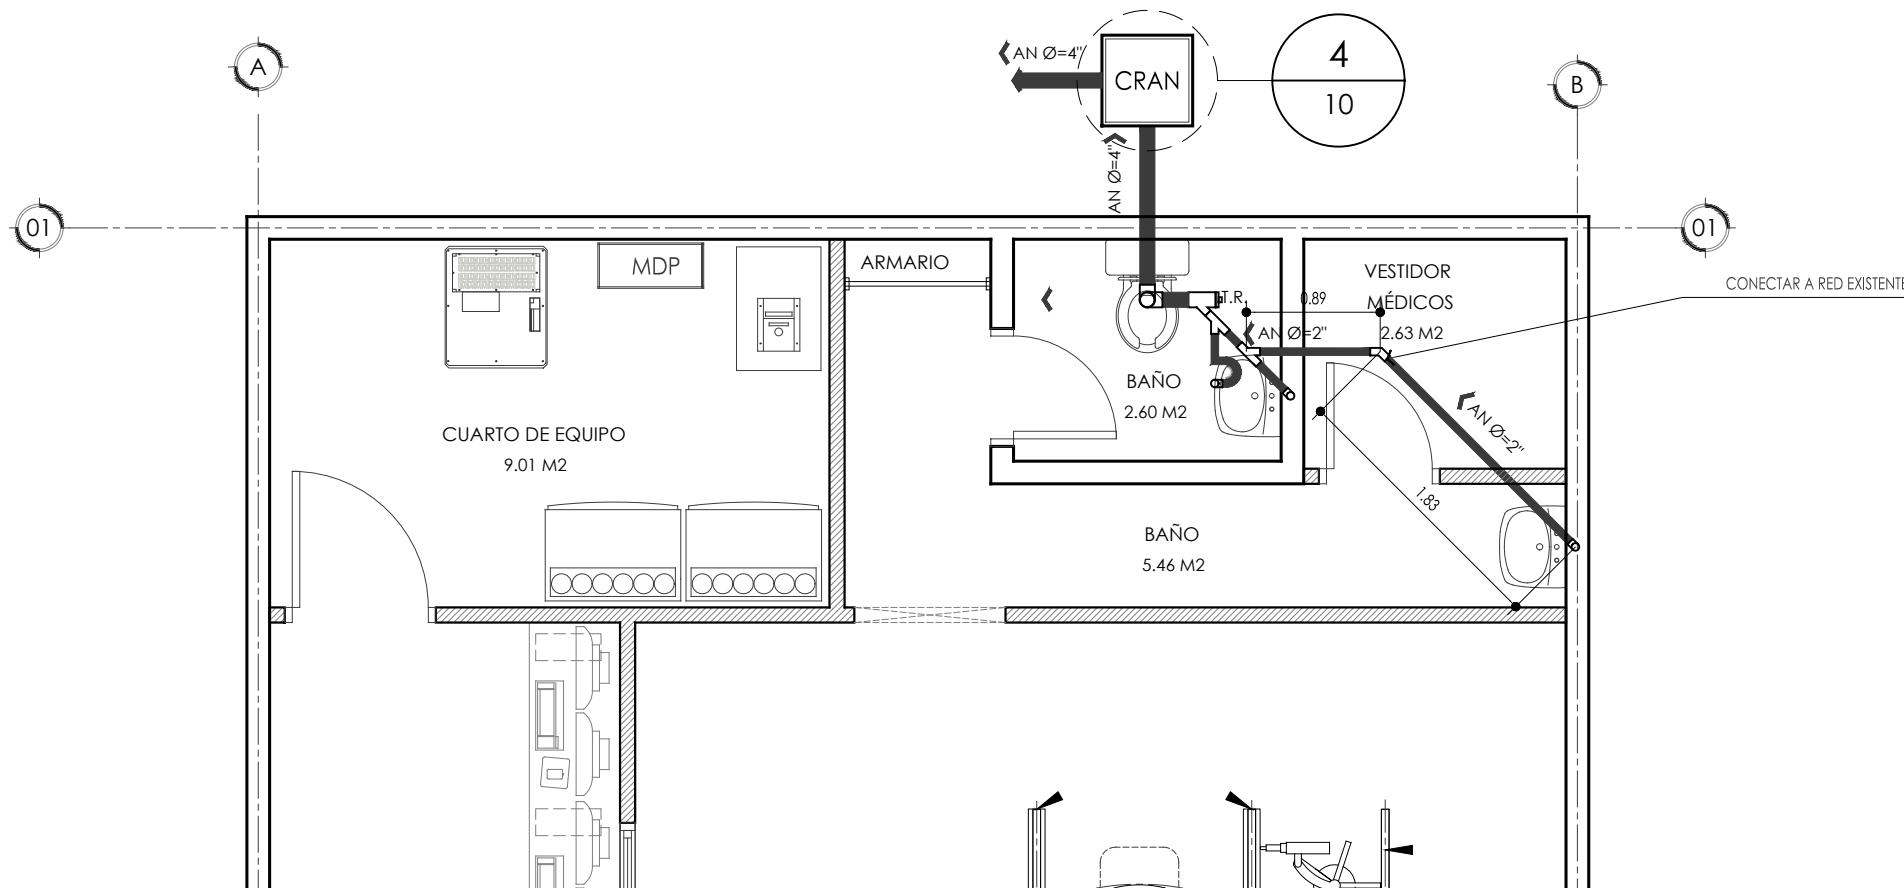 A
AN Ø=4"
CRAN
4
10
B
AN Ø=4"
01
01
MDP
ARMARIO
VESTIDOR
MÉDICOS
2.63 M2
CONECTAR A RED EXISTENTE
T.R.
0.89
AN Ø=2"
BAÑO
2.60 M2
AN Ø=2"
CUARTO DE EQUIPO
9.01 M2
1.83
BAÑO
5.46 M2